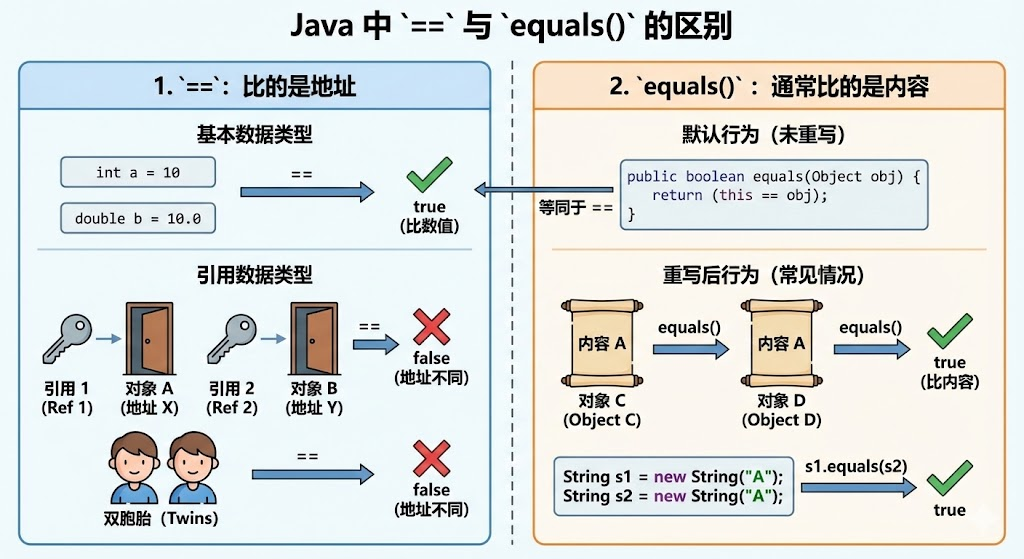 Java 中 `==` 与 `equals()` 的区别
1. `==`：比的是地址
基本数据类型
int a = 10
double b = 10.0
==
true
(比数值)
引用数据类型
引用 1
(Ref 1)
对象 A
(地址 X)
引用 2
(Ref 2)
对象 B
(地址 Y)
==
false
(地址不同)
双胞胎（Twins）
==
false
(地址不同)
2. `equals()`：通常比的是内容
默认行为（未重写）
等同于 ==
public boolean equals(Object obj) {
return (this == obj);
}
重写后行为（常见情况）
内容 A
对象 C
(Object C)
equals()
内容 A
对象 D
(Object D)
equals()
true
(比内容)
String s1 = new String("A");
String s2 = new String("A");
s1.equals(s2)
true